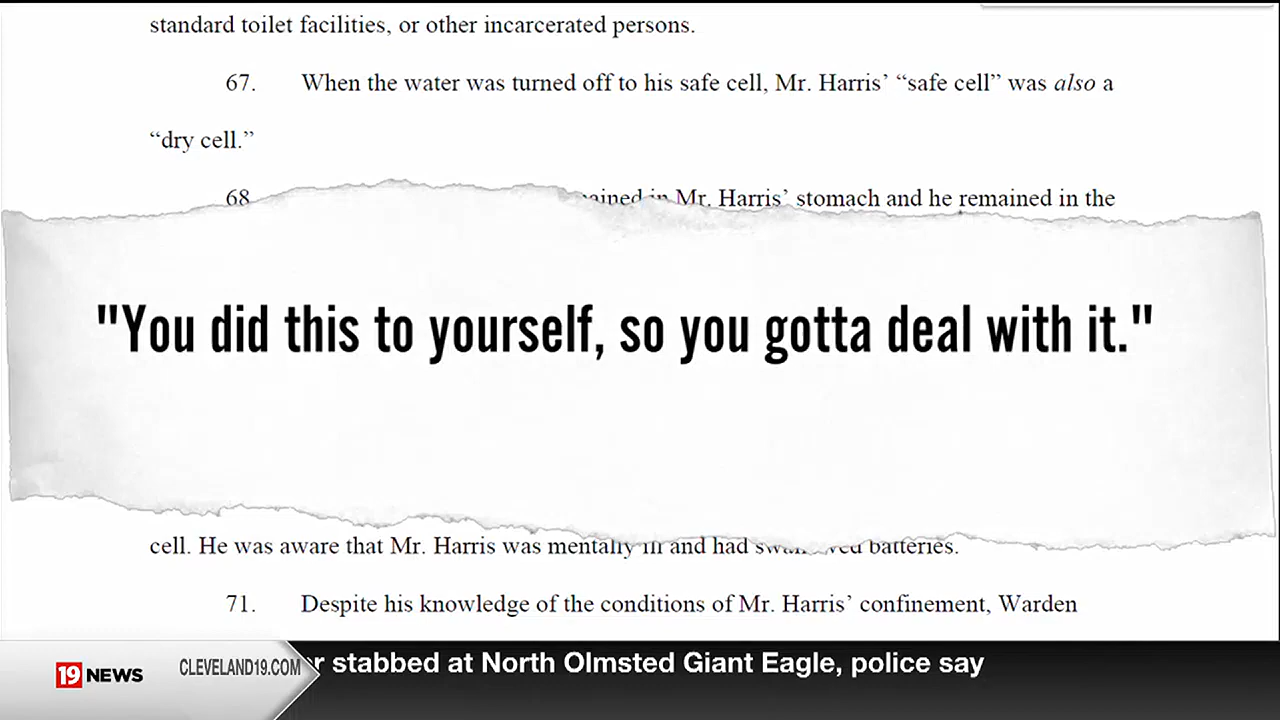 standard toilet facilities, or other incarcerated persons.
67. When the water was turned off to his safe cell, Mr. Harris’ “safe cell” was also a
“dry cell.”
68 in Mr. Harris’ stomach and he remained in the
"You did this to yourself, so you gotta deal with it."
cell. He was aware that Mr. Harris was mentally ill and had swallowed batteries.
71. Despite his knowledge of the conditions of Mr. Harris’ confinement, Warden
19 NEWS CLEVELAND19.COM stabbed at North Olmsted Giant Eagle, police say